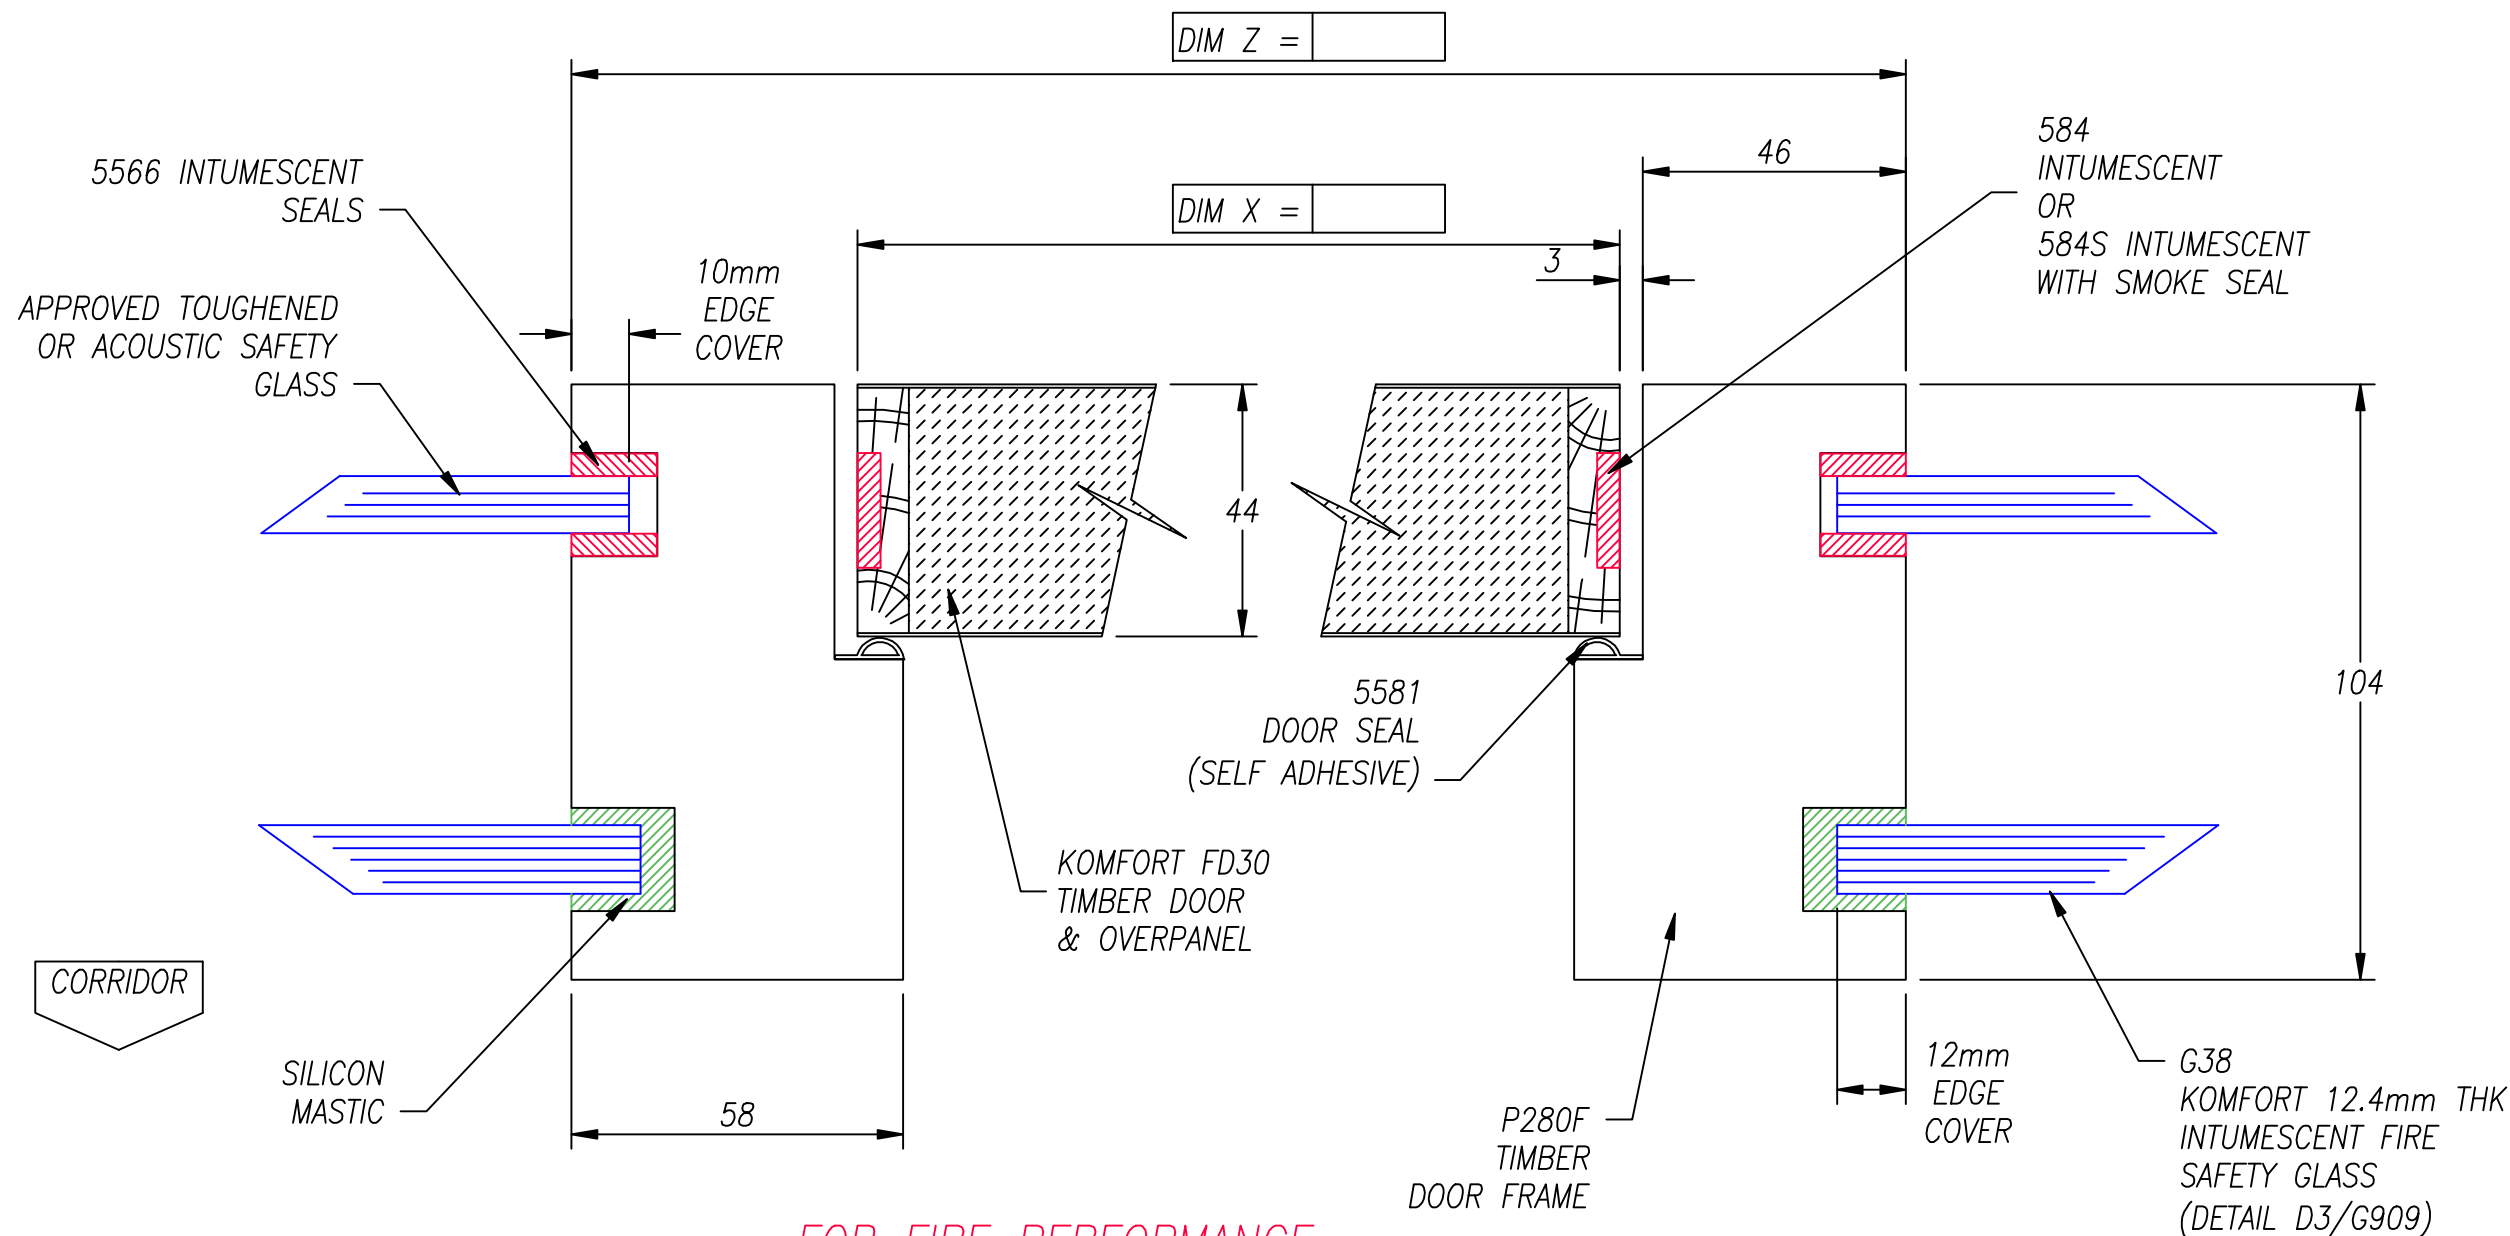 DIM Z =
DIM X =
46
3
584
INTUMESCENT
OR
584S INTUMESCENT
WITH SMOKE SEAL
5566 INTUMESCENT
SEALS
10mm
EDGE
COVER
APPROVED TOUGHENED
OR ACOUSTIC SAFETY
GLASS
44
104
5581
DOOR SEAL
(SELF ADHESIVE)
KOMFORT FD30
TIMBER DOOR
& OVERPANEL
CORRIDOR
SILICON
MASTIC
58
P280F
TIMBER
DOOR FRAME
12mm
EDGE
COVER
G38
KOMFORT 12.4mm THK
INTUMESCENT FIRE
SAFETY GLASS
(DETAIL D3/G909)
FOR FIRE PERFORMANCE